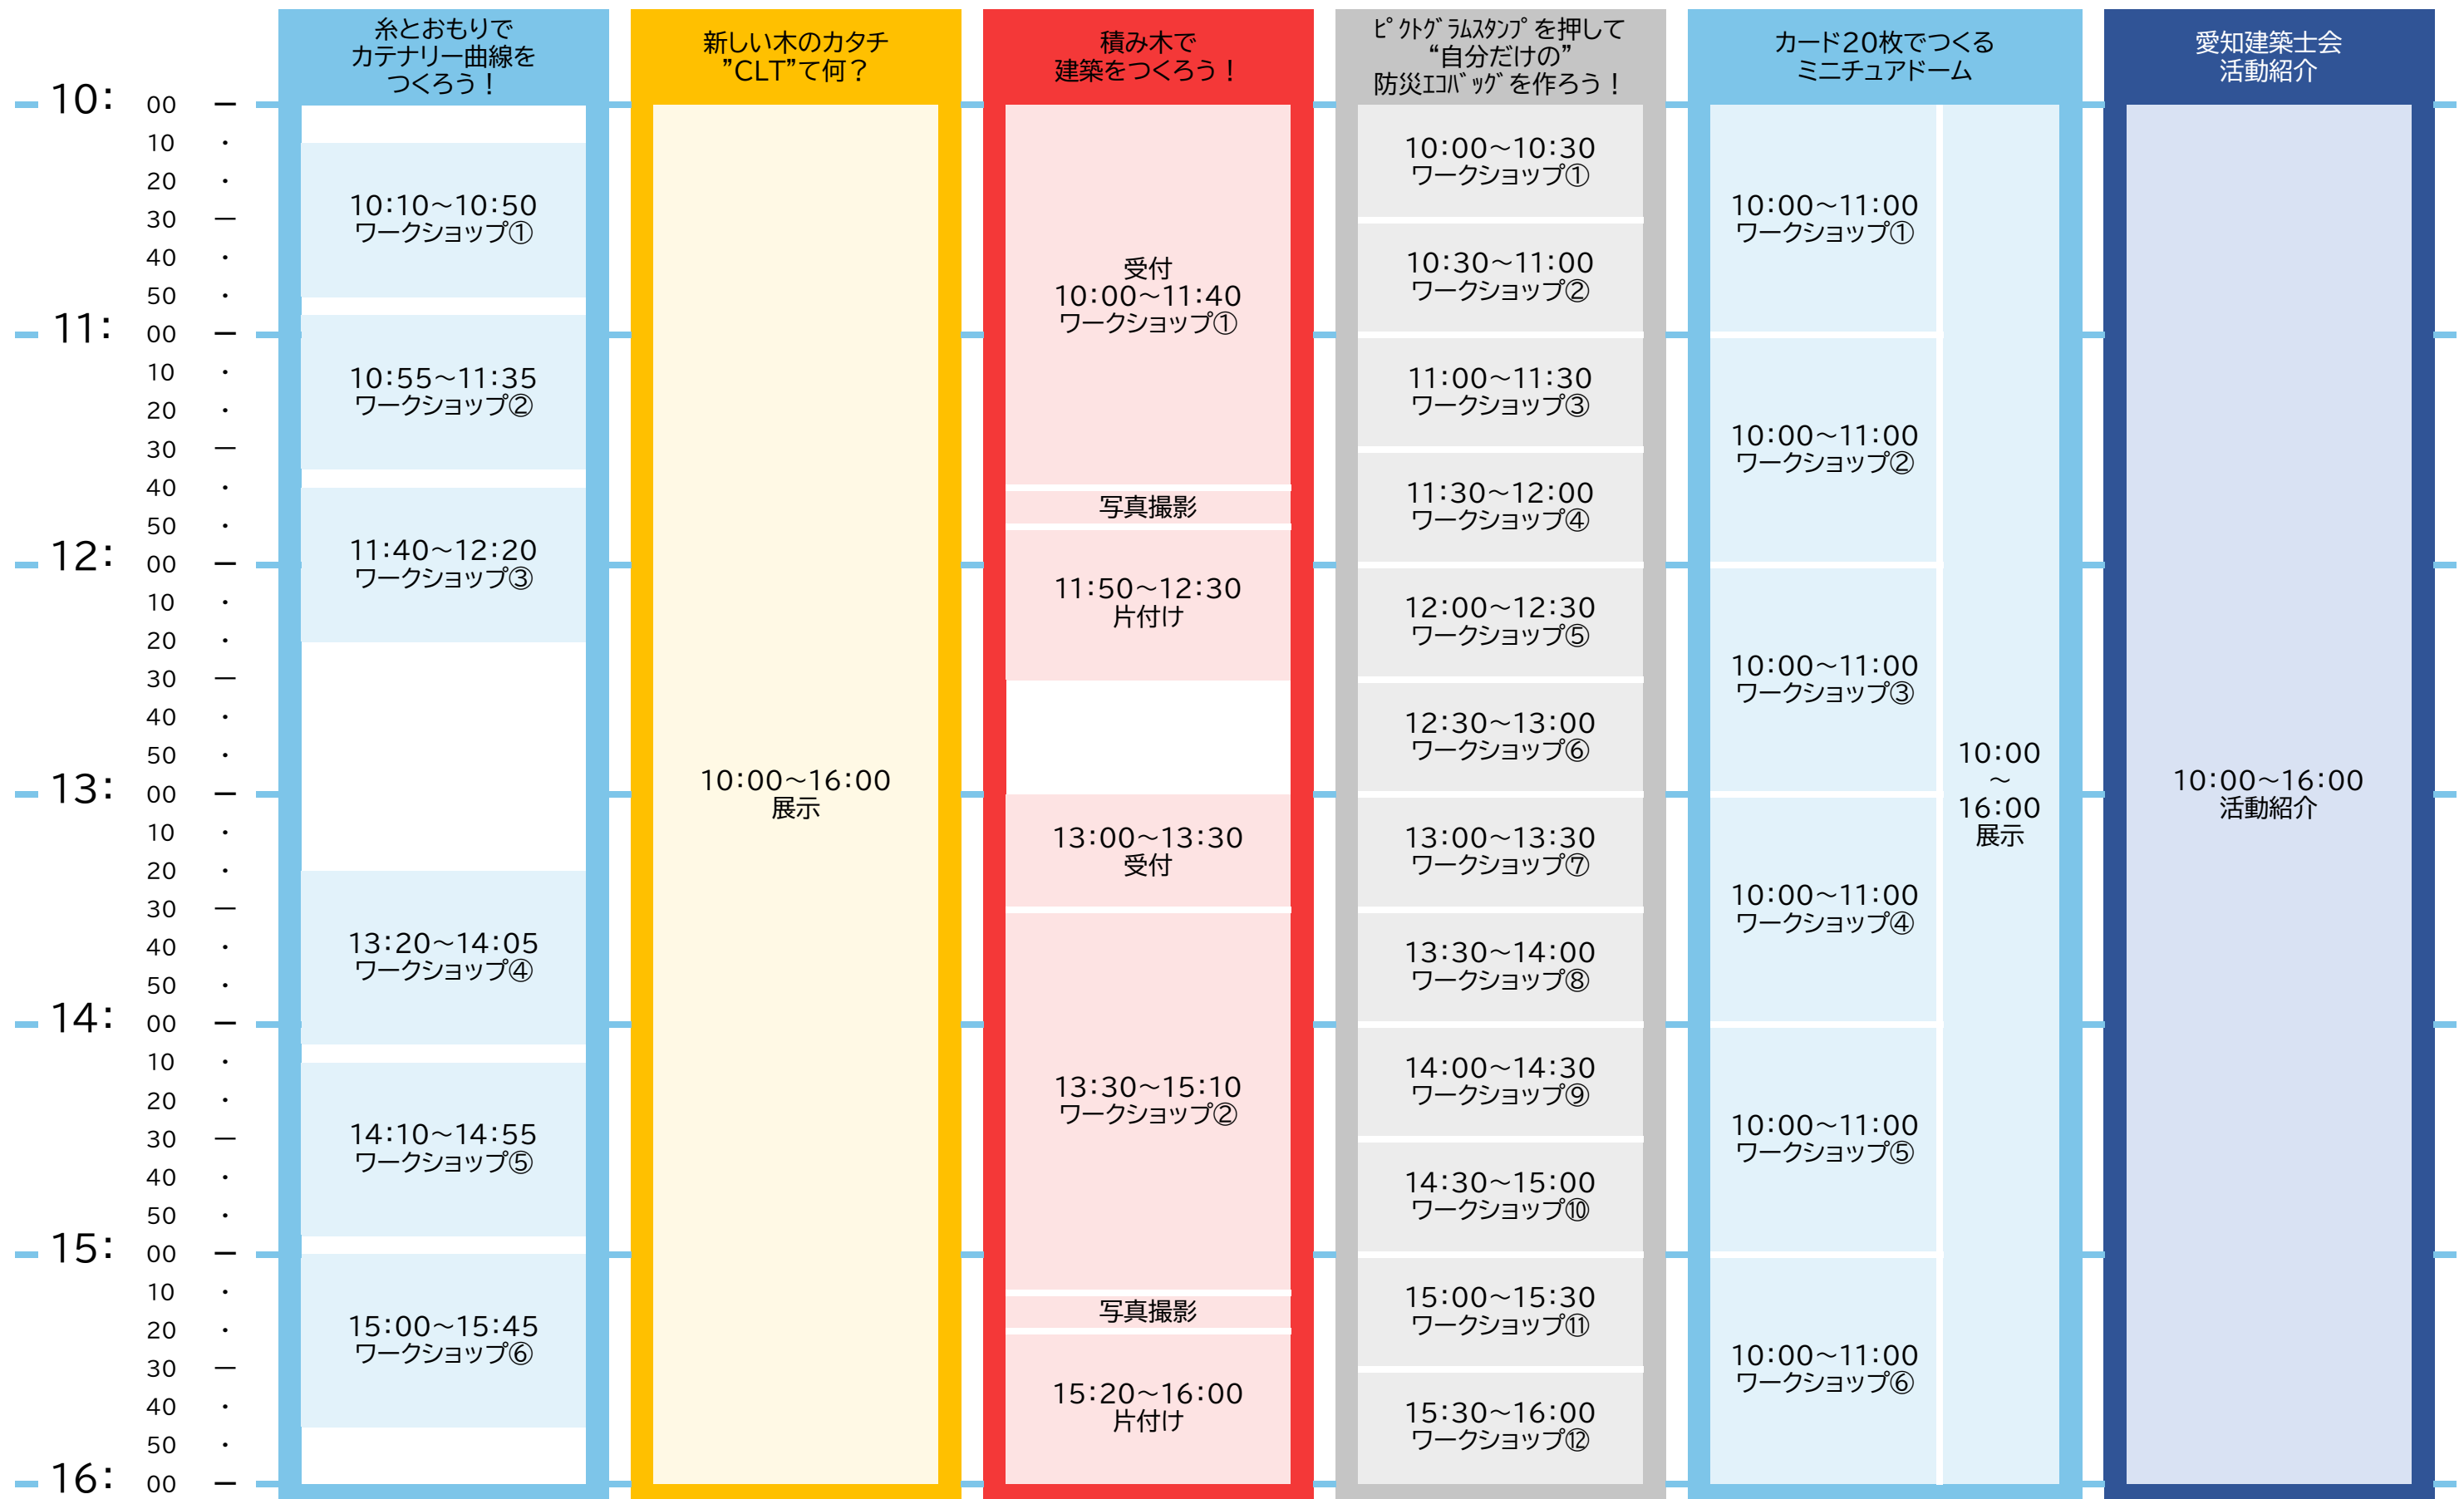 糸とおもりで
カテナリー曲線を
つくろう！
新しい木のカタチ
”CLT”て何？
積み木で
建築をつくろう！
ﾋﾟｸﾄｸﾞﾗﾑｽﾀﾝﾌﾟを押して
“自分だけの”
防災ｴｺﾊﾞｯｸﾞを作ろう！
カード20枚でつくる
ミニチュアドーム
愛知建築士会
活動紹介
10: 00 ー
10 ・
20 ・
30 ー
40 ・
50 ・
11: 00 ー
10 ・
20 ・
30 ー
40 ・
50 ・
12: 00 ー
10 ・
20 ・
30 ー
40 ・
50 ・
13: 00 ー
10 ・
20 ・
30 ー
40 ・
50 ・
14: 00 ー
10 ・
20 ・
30 ー
40 ・
50 ・
15: 00 ー
10 ・
20 ・
30 ー
40 ・
50 ・
16: 00 ー
10:10～10:50
ワークショップ①
10:55～11:35
ワークショップ②
11:40～12:20
ワークショップ③
13:20～14:05
ワークショップ④
14:10～14:55
ワークショップ⑤
15:00～15:45
ワークショップ⑥
10:00～16:00
展示
受付
10:00～11:40
ワークショップ①
写真撮影
11:50～12:30
片付け
13:00～13:30
受付
13:30～15:10
ワークショップ②
写真撮影
15:20～16:00
片付け
10:00～10:30
ワークショップ①
10:30～11:00
ワークショップ②
11:00～11:30
ワークショップ③
11:30～12:00
ワークショップ④
12:00～12:30
ワークショップ⑤
12:30～13:00
ワークショップ⑥
13:00～13:30
ワークショップ⑦
13:30～14:00
ワークショップ⑧
14:00～14:30
ワークショップ⑨
14:30～15:00
ワークショップ⑩
15:00～15:30
ワークショップ⑪
15:30～16:00
ワークショップ⑫
10:00～11:00
ワークショップ①
10:00～11:00
ワークショップ②
10:00～11:00
ワークショップ③
10:00～11:00
ワークショップ④
10:00～11:00
ワークショップ⑤
10:00～11:00
ワークショップ⑥
10:00
～
16:00
展示
10:00～16:00
活動紹介